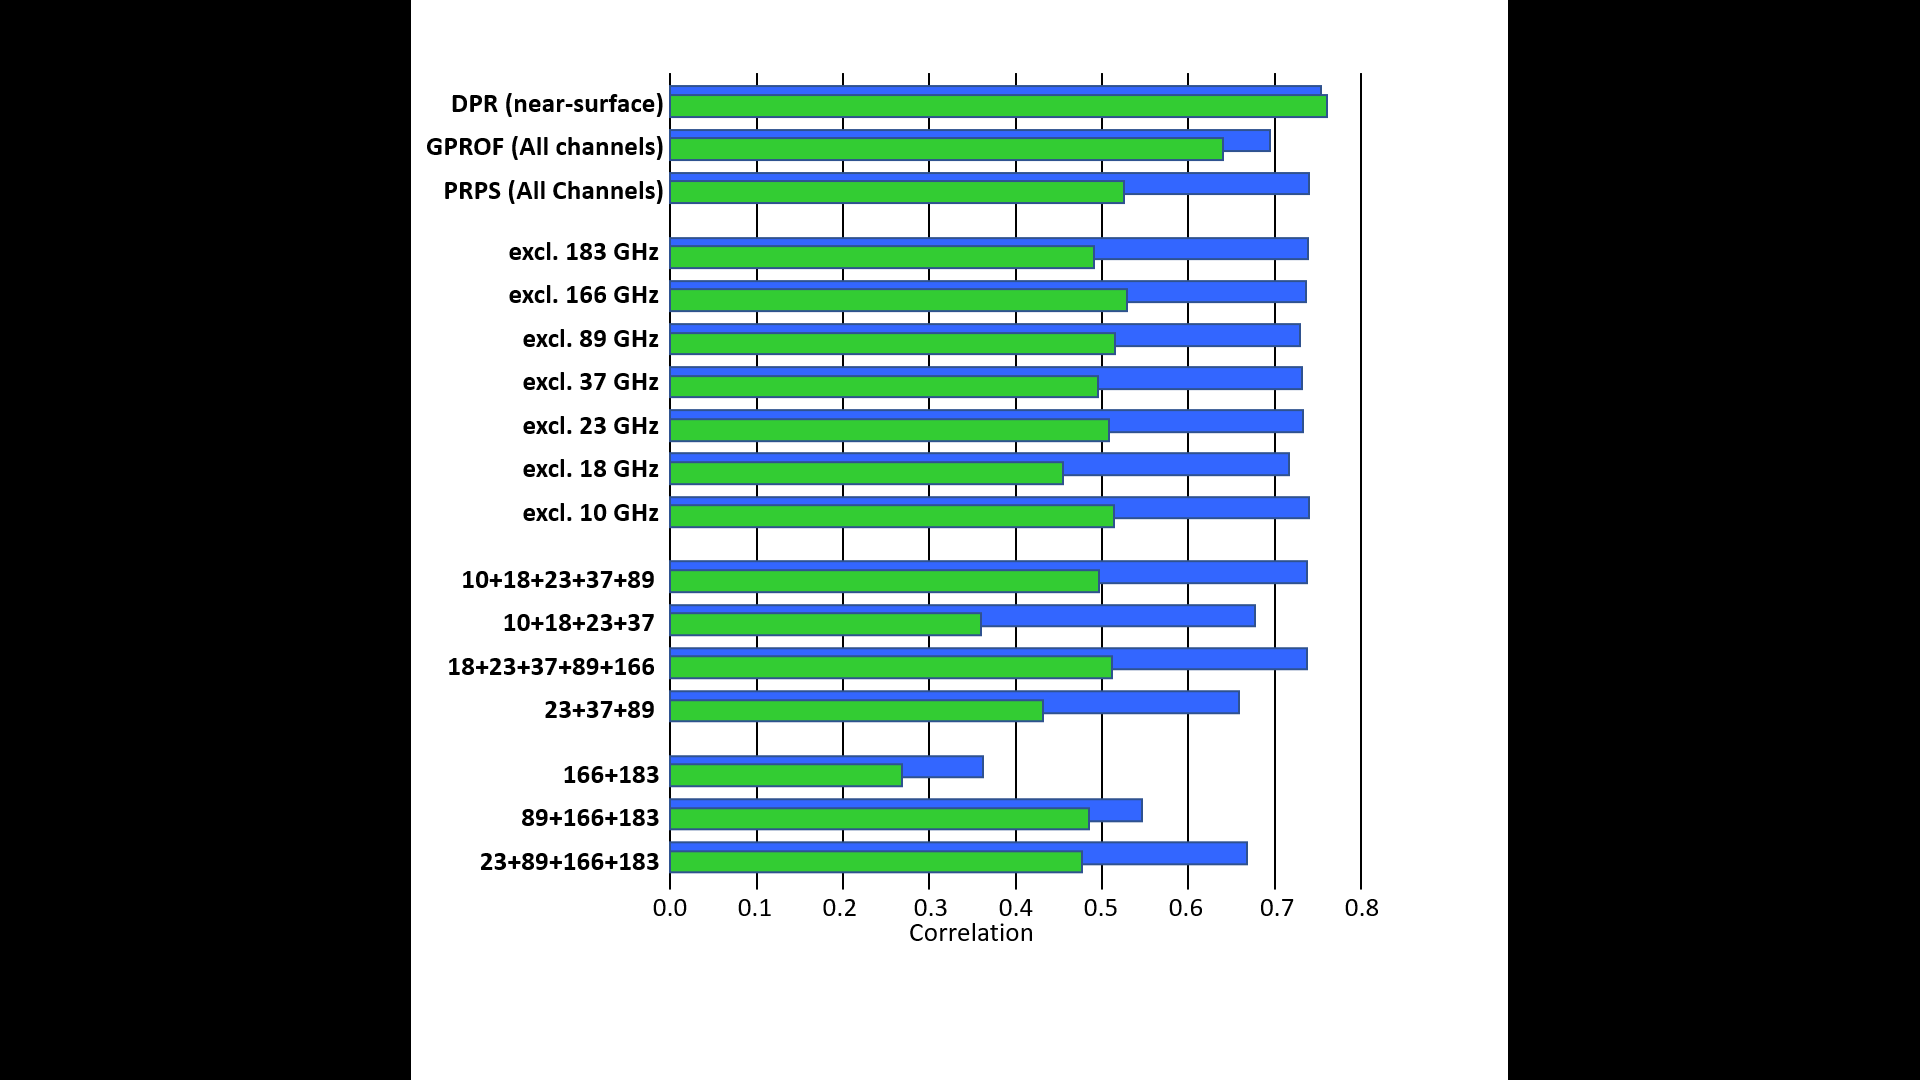 DPR (near-surface)
GPROF (All channels)
PRPS (All Channels)
excl. 183 GHz
excl. 166 GHz
excl. 89 GHz
excl. 37 GHz
excl. 23 GHz
excl. 18 GHz
excl. 10 GHz
10+18+23+37+89
10+18+23+37
18+23+37+89+166
23+37+89
166+183
89+166+183
23+89+166+183
0.0 0.1 0.2 0.3 0.4 0.5 0.6 0.7 0.8
Correlation